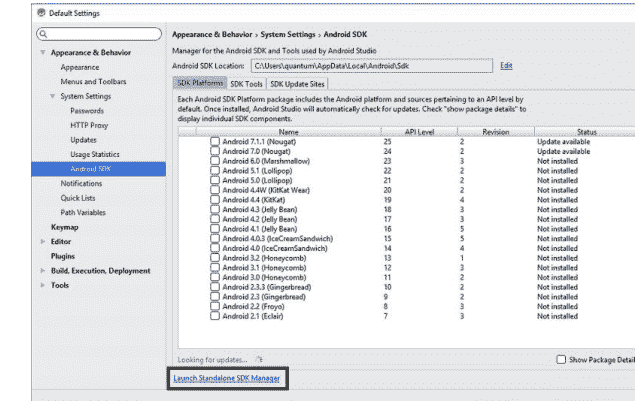 Default Settings
Appearance & Behavior › System Settings › Android SDK
Manager for the Android SDK and Tools used by Android Studio
Android SDK Location: C:\Users\quantum\AppData\Local\Android\Sdk Edit
SDK Platforms SDK Tools SDK Update Sites
Each Android SDK Platform package includes the Android platform and sources pertaining to an API level by
default. Once installed, Android Studio will automatically check for updates. Check "show package details" to
display individual SDK components.
Name API Level Revision Status
Android 7.1.1 (Nougat) 25 2 Update available
Android 7.0 (Nougat) 24 2 Update available
Android 6.0 (Marshmallow) 23 3 Not installed
Android 5.1 (Lollipop) 22 2 Not installed
Android 5.0 (Lollipop) 21 2 Not installed
Android 4.4W (KitKat Wear) 20 2 Not installed
Android 4.4 (KitKat) 19 4 Not installed
Android 4.3 (Jelly Bean) 18 3 Not installed
Android 4.2 (Jelly Bean) 17 3 Not installed
Android 4.1 (Jelly Bean) 16 5 Not installed
Android 4.0.3 (IceCreamSandwich) 15 5 Not installed
Android 4.0 (IceCreamSandwich) 14 4 Not installed
Android 3.2 (Honeycomb) 13 1 Not installed
Android 3.1 (Honeycomb) 12 3 Not installed
Android 3.0 (Honeycomb) 11 2 Not installed
Android 2.3.3 (Gingerbread) 10 2 Not installed
Android 2.3 (Gingerbread) 9 2 Not installed
Android 2.2 (Froyo) 8 3 Not installed
Android 2.1 (Eclair) 7 3 Not installed
Looking for updates... Show Package Detail
Launch Standalone SDK Manager
Appearance & Behavior
Appearance
Menus and Toolbars
System Settings
Passwords
HTTP Proxy
Updates
Usage Statistics
Android SDK
Notifications
Quick Lists
Path Variables
Keymap
Editor
Plugins
Build, Execution, Deployment
Tools